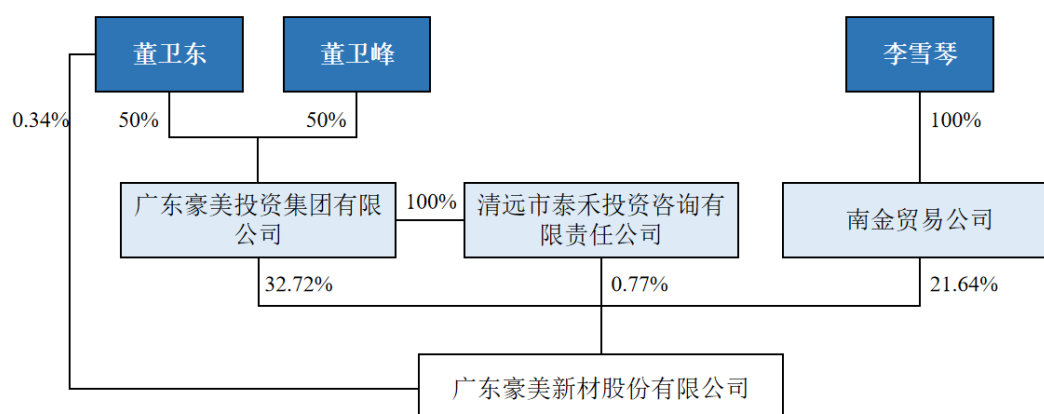 董卫东
董卫峰
李雪琴
0.34%
50%
50%
100%
广东豪美投资集团有限
公司
100%
清远市泰禾投资咨询有
限责任公司
南金贸易公司
32.72%
0.77%
21.64%
广东豪美新材股份有限公司